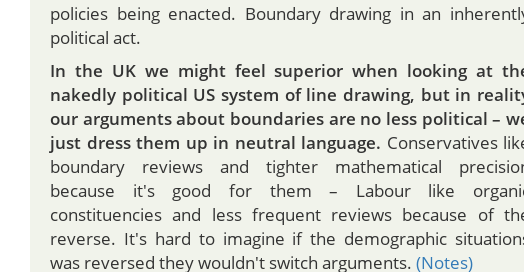 policies being enacted. Boundary drawing in an inherently
political act.
In the UK we might feel superior when looking at the
nakedly political US system of line drawing, but in reality
our arguments about boundaries are no less political – we
just dress them up in neutral language. Conservatives like
boundary reviews and tighter mathematical precision
because it's good for them – Labour like organic
constituencies and less frequent reviews because of the
reverse. It's hard to imagine if the demographic situations
was reversed they wouldn't switch arguments. (Notes)